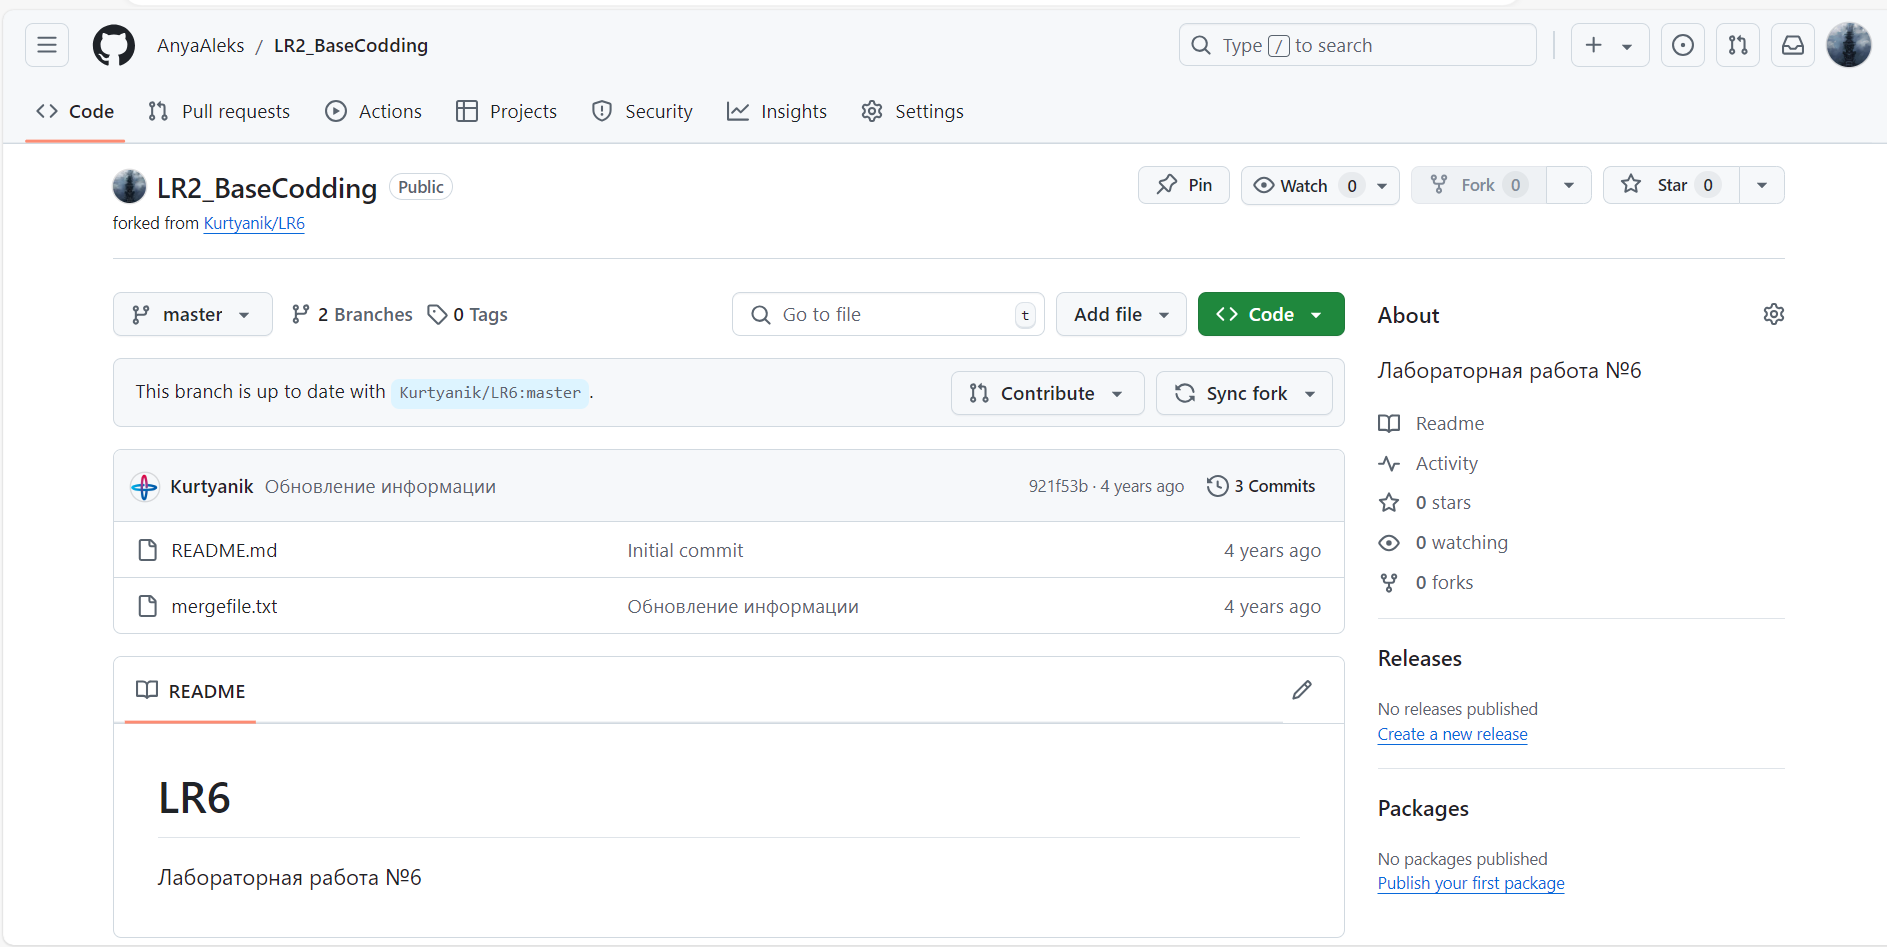 AnyaAleks / LR2_BaseCodding
Type / to search
Code Pull requests Actions Projects Security Insights Settings
LR2_BaseCodding Public
Pin Watch 0 Fork 0 Star 0
forked from Kurtyanik/LR6
master 2 Branches 0 Tags
Go to file t Add file Code
This branch is up to date with Kurtyanik/LR6:master .
Contribute Sync fork
Kurtyanik Обновление информации 921f53b · 4 years ago 3 Commits
README.md Initial commit 4 years ago
mergefile.txt Обновление информации 4 years ago
README
LR6
Лабораторная работа №6
About
Лабораторная работа №6
Readme
Activity
0 stars
0 watching
0 forks
Releases
No releases published
Create a new release
Packages
No packages published
Publish your first package